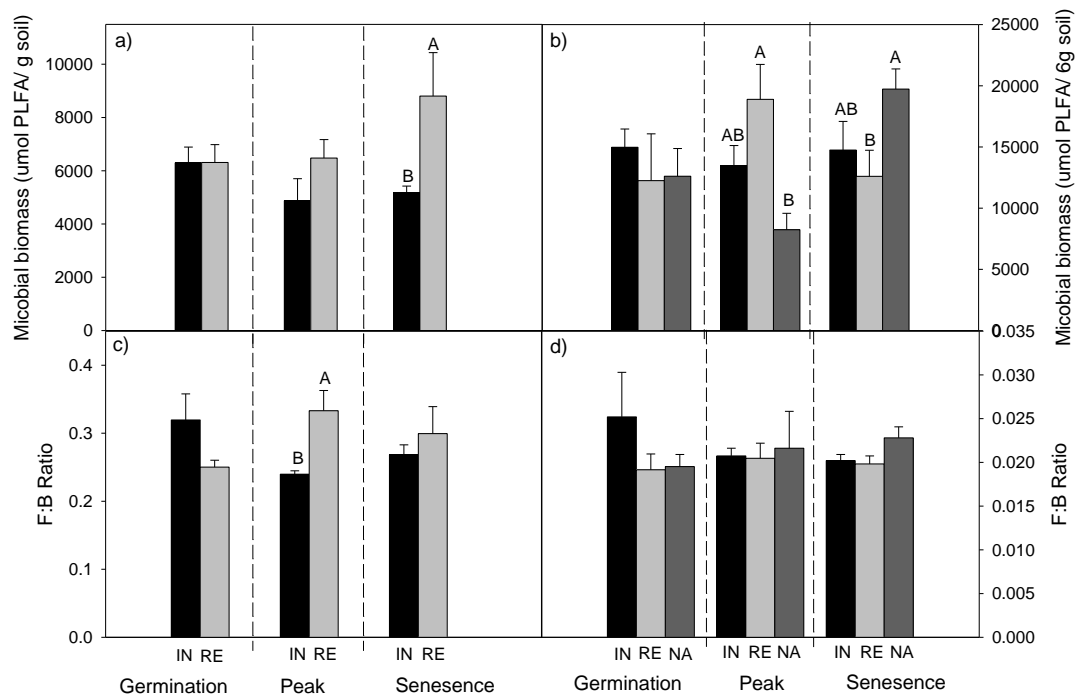 a)
b)
Micobial biomass (umol PLFA/ g soil)
10000
8000
6000
4000
2000
0
A
B
25000
20000
15000
10000
5000
0
Micobial biomass (umol PLFA/ 6g soil)
AB
A
B
AB
B
A
c)
d)
F:B Ratio
0.4
0.3
0.2
0.1
0.0
B
A
0.035
0.030
0.025
0.020
0.015
0.010
0.005
0.000
F:B Ratio
IN RE
IN RE
IN RE
IN RE NA
IN RE NA
IN RE NA
Germination
Peak
Senesence
Germination
Peak
Senesence